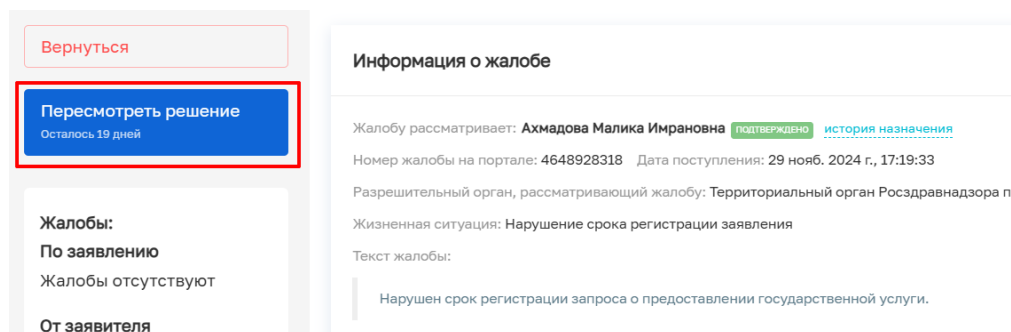 Вернуться
Пересмотреть решение
Осталось 19 дней
Жалобы:
По заявлению
Жалобы отсутствуют
От заявителя
Информация о жалобе
Жалобу рассматривает: Ахмадова Малика Имрановна ПОДТВЕРЖДЕНО история назначения
Номер жалобы на портале: 4648928318 Дата поступления: 29 нояб. 2024 г., 17:19:33
Разрешительный орган, рассматривающий жалобу: Территориальный орган Росздравнадзора п
Жизненная ситуация: Нарушение срока регистрации заявления
Текст жалобы:
Нарушен срок регистрации запроса о предоставлении государственной услуги.